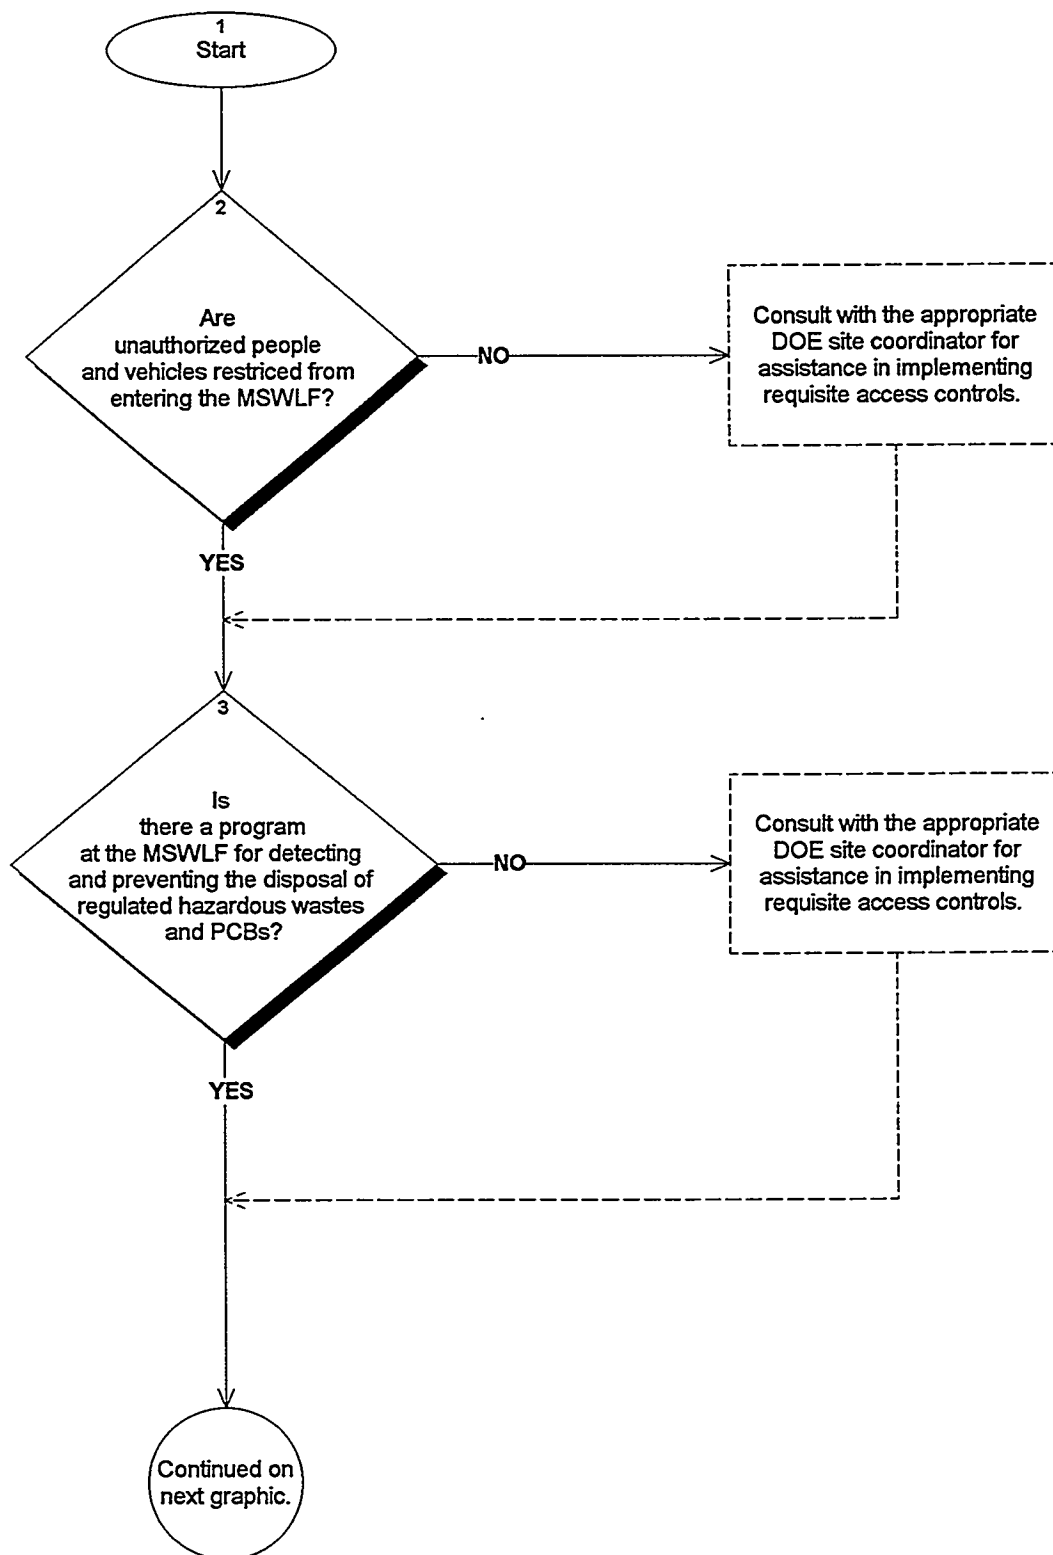 1
Start
2
Are
unauthorized people
and vehicles restriced from
entering the MSWLF?
NO
Consult with the appropriate
DOE site coordinator for
assistance in implementing
requisite access controls.
YES
3
Is
there a program
at the MSWLF for detecting
and preventing the disposal of
regulated hazardous wastes
and PCBs?
NO
Consult with the appropriate
DOE site coordinator for
assistance in implementing
requisite access controls.
YES
Continued on
next graphic.